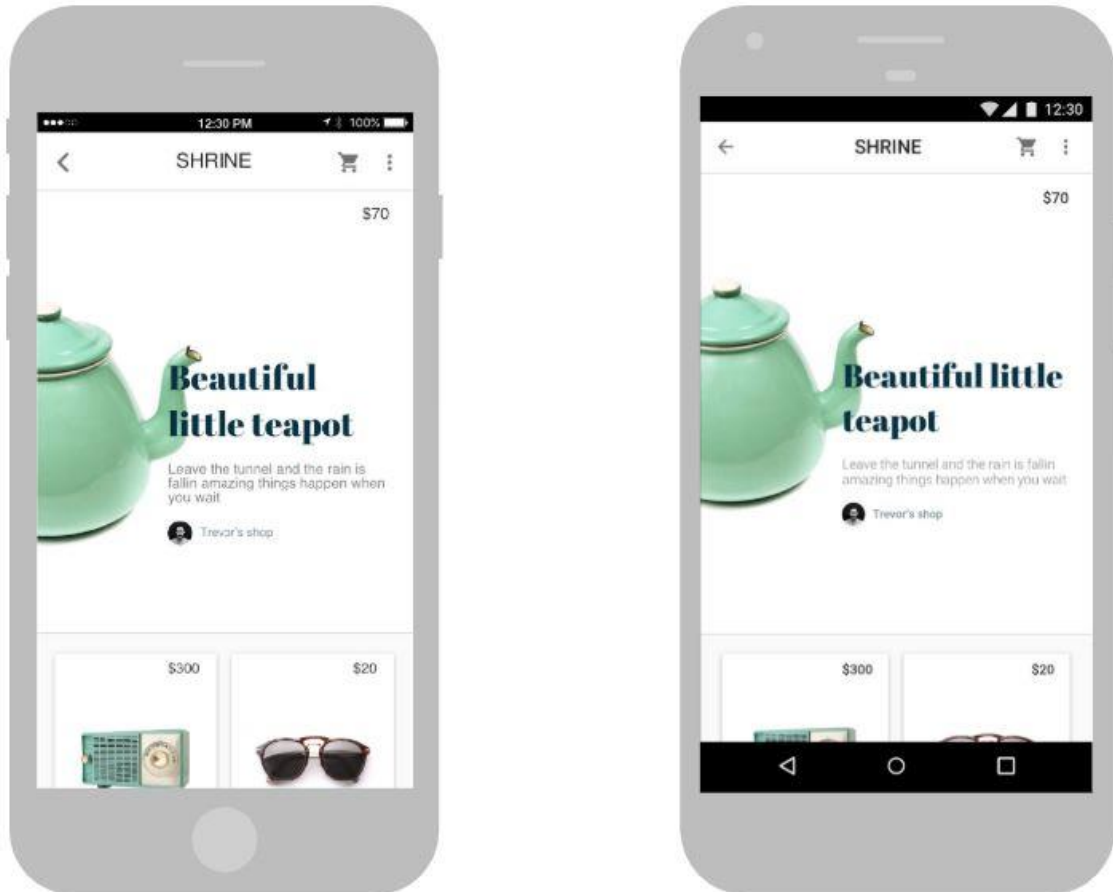 12:30 PM
100%
SHRINE
$70
Beautiful
little teapot
Leave the tunnel and the rain is
fallin amazing things happen when
you wait
Trevor's shop
$300
$20
12:30
SHRINE
$70
Beautiful little
teapot
Leave the tunnel and the rain is fallin
amazing things happen when you wait
Trevor's shop
$300
$20